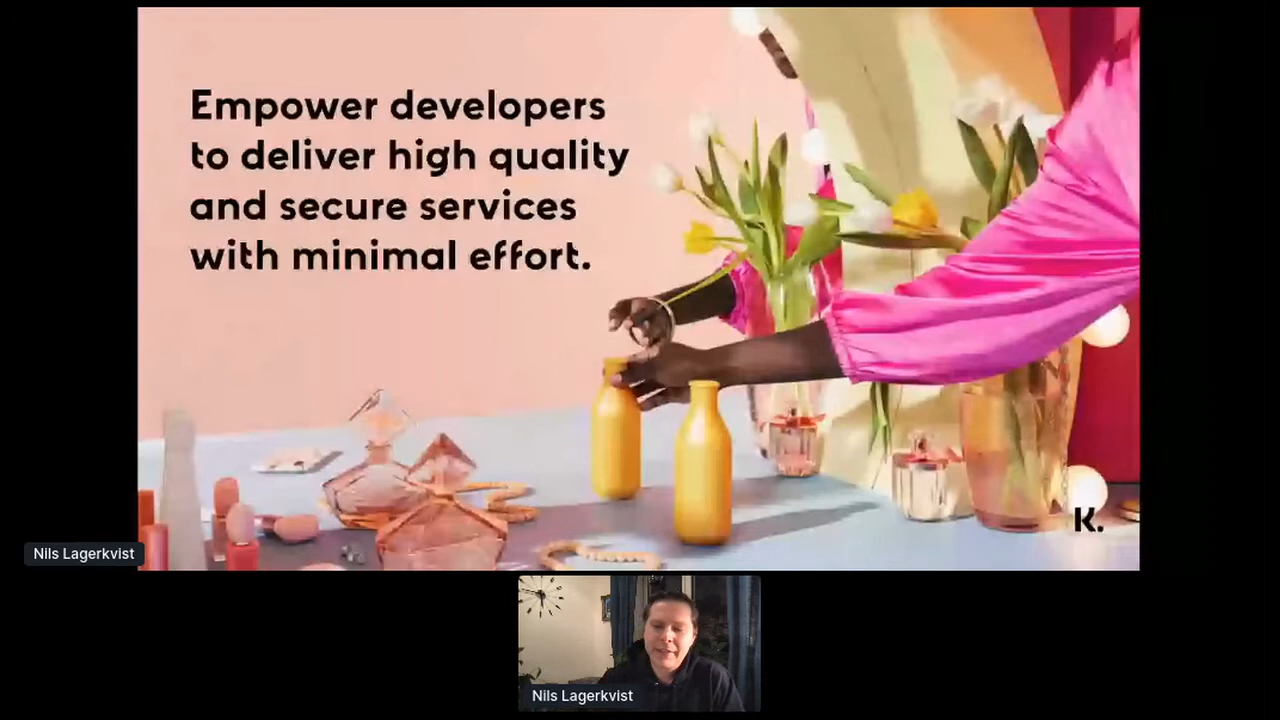 Empower developers
to deliver high quality
and secure services
with minimal effort.
K.
Nils Lagerkvist
Nils Lagerkvist